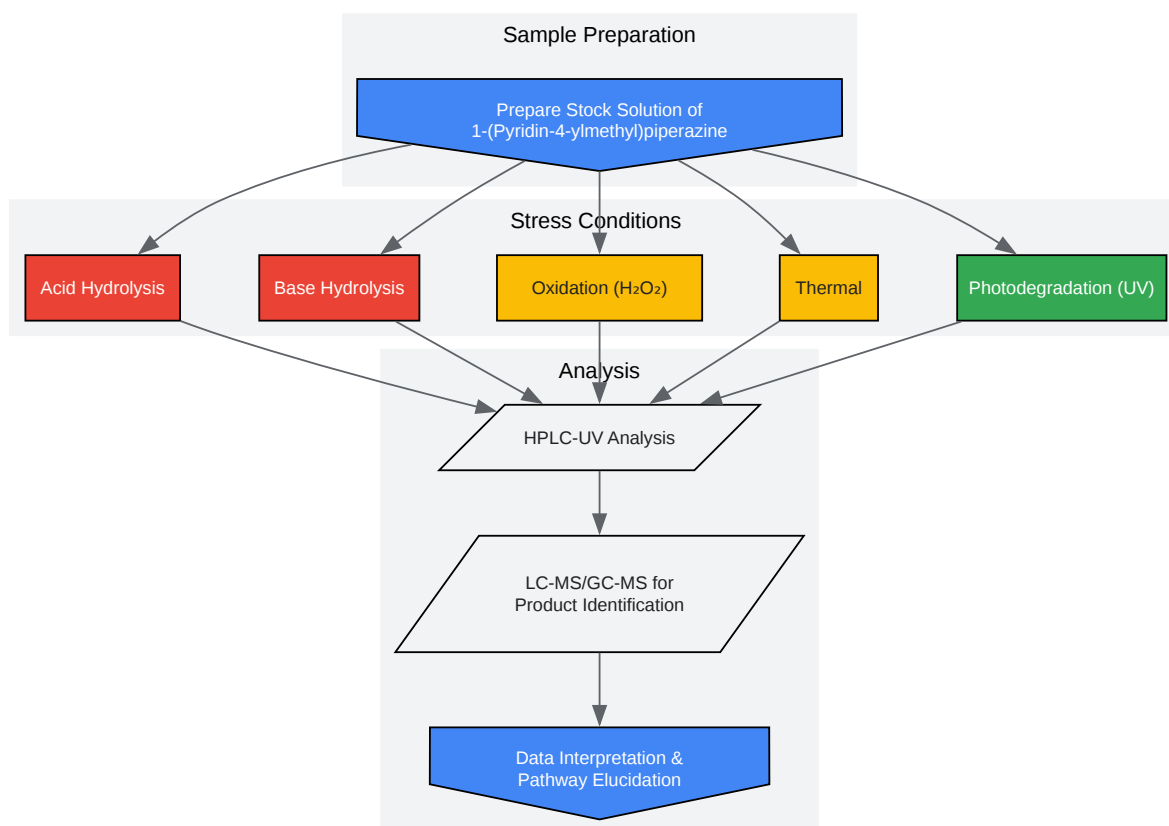 Sample Preparation
Prepare Stock Solution of
1-(Pyridin-4-ylmethyl)piperazine
Stress Conditions
Acid Hydrolysis
Base Hydrolysis
Oxidation (H₂O₂)
Thermal
Photodegradation (UV)
Analysis
HPLC-UV Analysis
LC-MS/GC-MS for
Product Identification
Data Interpretation &
Pathway Elucidation